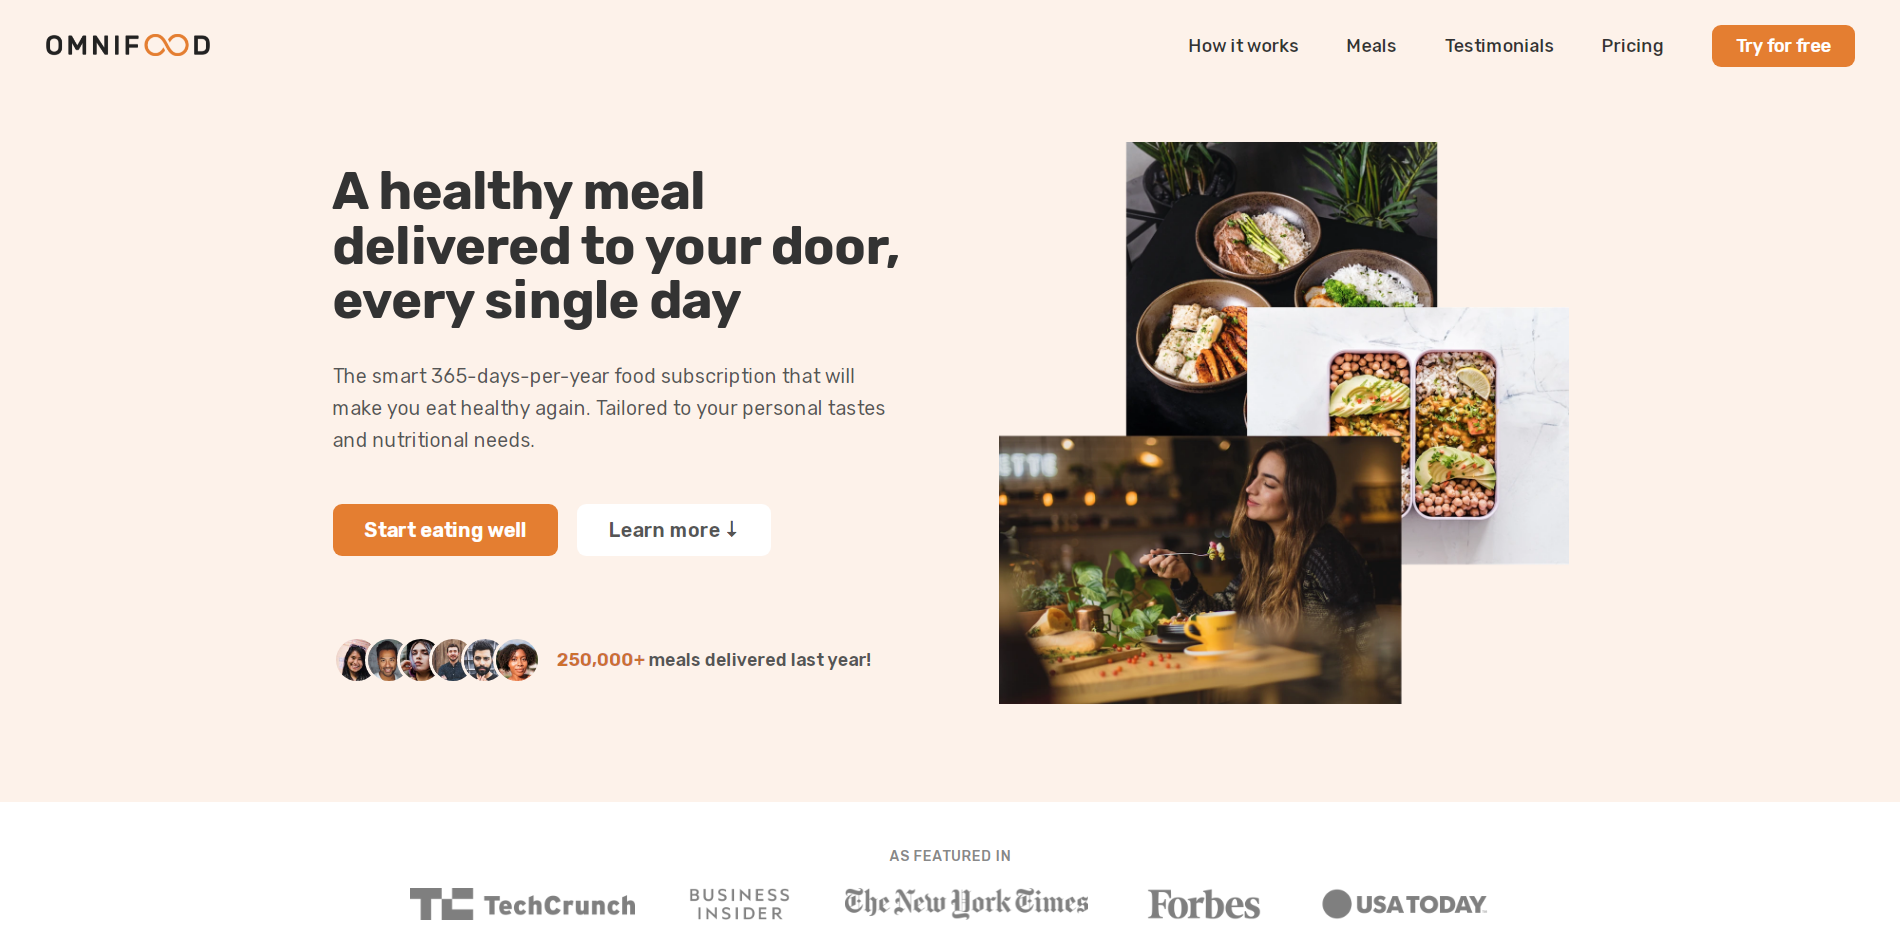 OMNIFOOD
How it works
Meals
Testimonials
Pricing
Try for free
A healthy meal
delivered to your door,
every single day
The smart 365-days-per-year food subscription that will
make you eat healthy again. Tailored to your personal tastes
and nutritional needs.
Start eating well
Learn more ↓
250,000+ meals delivered last year!
ETTE
AS FEATURED IN
TC TechCrunch
BUSINESS
INSIDER
The New York Times
Forbes
USA TODAY